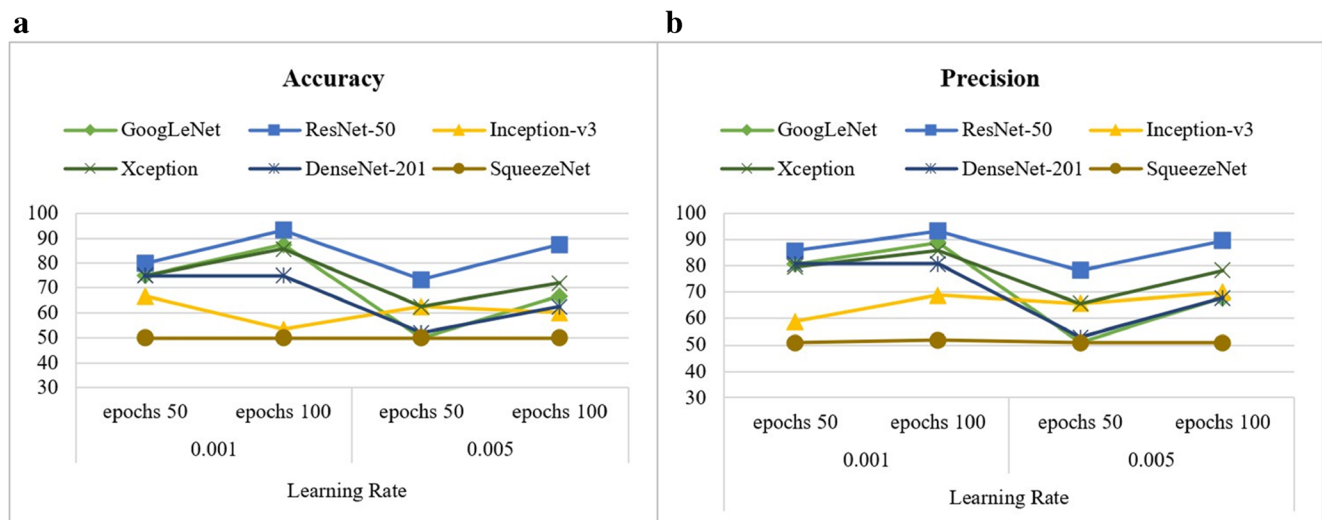 a
Accuracy
GoogLeNet ResNet-50 Inception-v3
Xception DenseNet-201 SqueezeNet
100
90
80
70
60
50
40
30
epochs 50 epochs 100 epochs 50 epochs 100
0.001 0.005
Learning Rate
b
Precision
GoogLeNet ResNet-50 Inception-v3
Xception DenseNet-201 SqueezeNet
100
90
80
70
60
50
40
30
epochs 50 epochs 100 epochs 50 epochs 100
0.001 0.005
Learning Rate